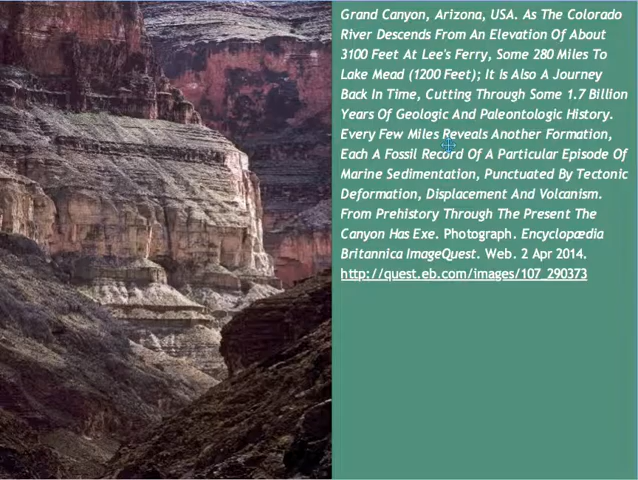 Grand Canyon, Arizona, USA. As The Colorado
River Descends From An Elevation Of About
3100 Feet At Lee's Ferry, Some 280 Miles To
Lake Mead (1200 Feet); It Is Also A Journey
Back In Time, Cutting Through Some 1.7 Billion
Years Of Geologic And Paleontologic History.
Every Few Miles Reveals Another Formation,
Each A Fossil Record Of A Particular Episode Of
Marine Sedimentation, Punctuated By Tectonic
Deformation, Displacement And Volcanism.
From Prehistory Through The Present The
Canyon Has Exe. Photograph. Encyclopædia
Britannica ImageQuest. Web. 2 Apr 2014.
http://quest.eb.com/images/107_290373